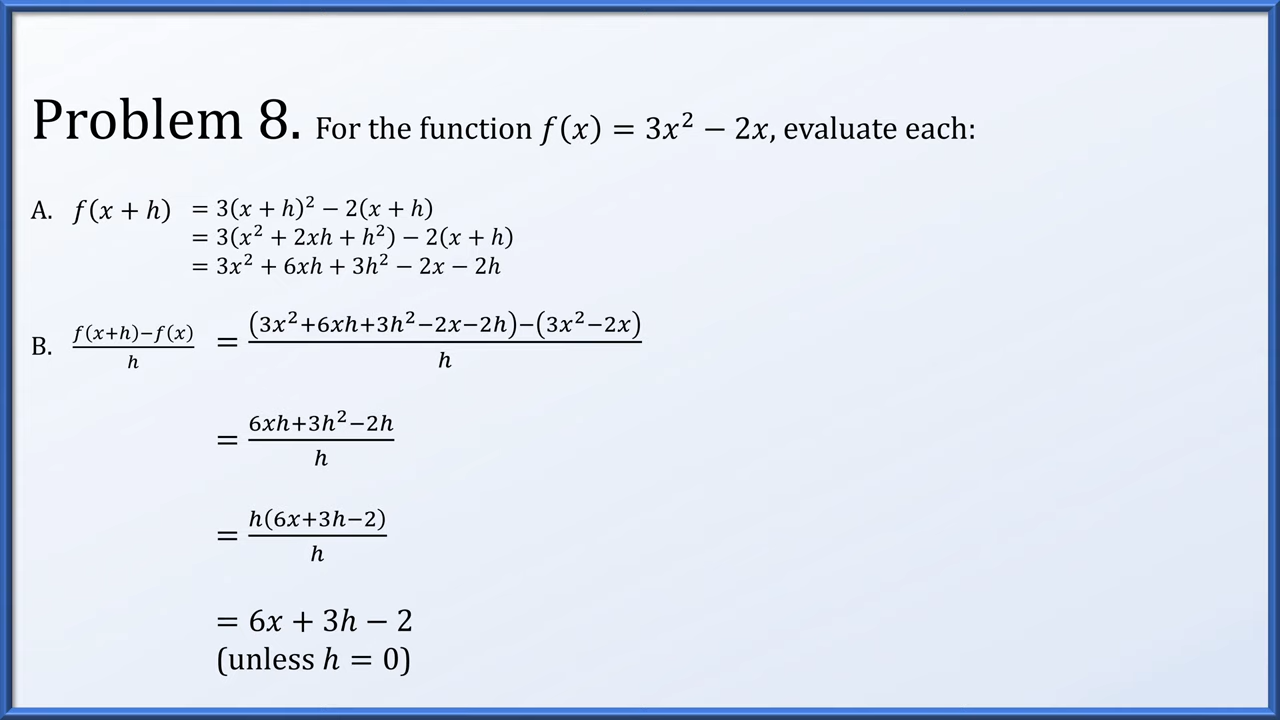 Problem 8. For the function f(x) = 3x² − 2x, evaluate each:
A. f(x + h) = 3(x + h)² − 2(x + h)
= 3(x² + 2xh + h²) − 2(x + h)
= 3x² + 6xh + 3h² − 2x − 2h
B. f(x+h)−f(x) / h = (3x²+6xh+3h²−2x−2h)−(3x²−2x) / h
= 6xh+3h²−2h / h
= h(6x+3h−2) / h
= 6x + 3h − 2
(unless h = 0)